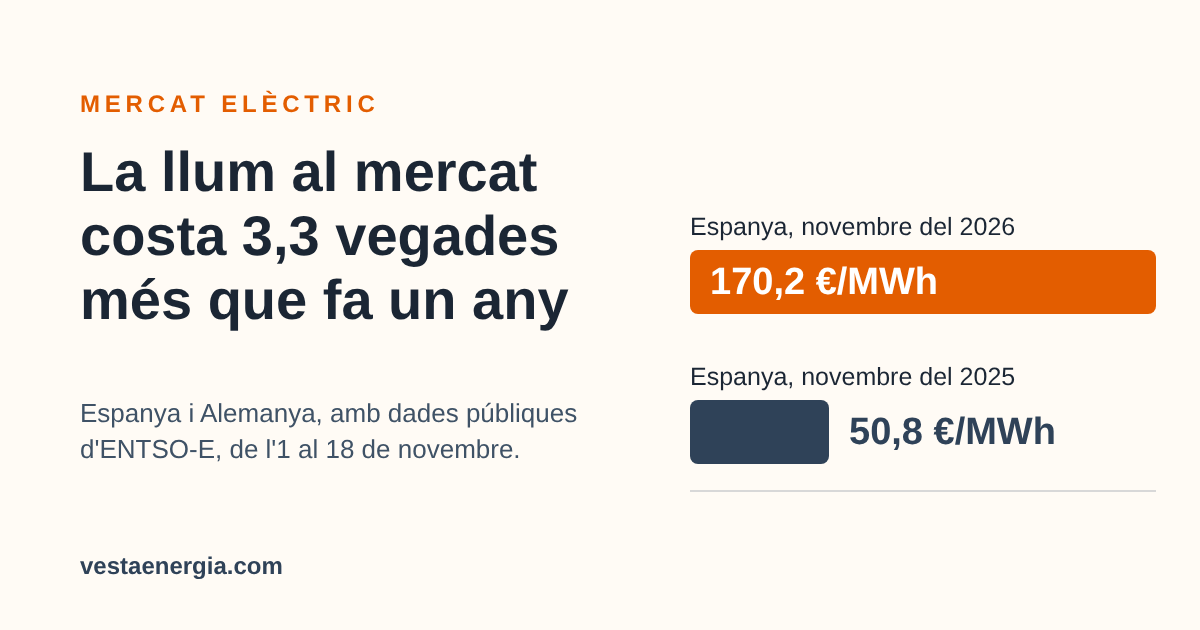 MERCAT ELÈCTRIC
La llum al mercat
costa 3,3 vegades
més que fa un any
Espanya i Alemanya, amb dades públiques
d'ENTSO-E, de l'1 al 18 de novembre.
vestaenergia.com
Espanya, novembre del 2026
170,2 €/MWh
Espanya, novembre del 2025
50,8 €/MWh